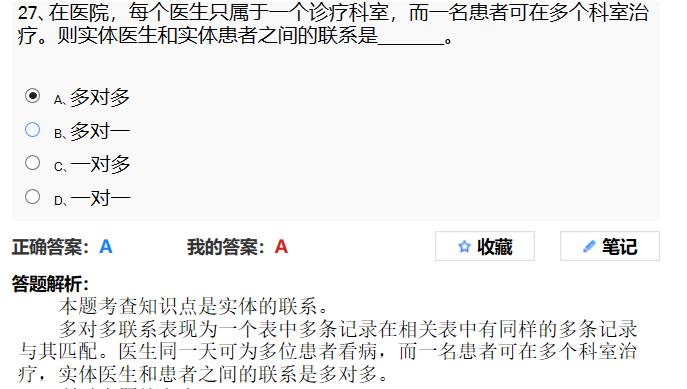 27、在医院，每个医生只属于一个诊疗科室，而一名患者可在多个科室治
疗。则实体医生和实体患者之间的联系是_______。
A、多对多
B、多对一
C、一对多
D、一对一
正确答案：A 我的答案：A 收藏 笔记
答题解析：
本题考查知识点是实体的联系。
多对多联系表现为一个表中多条记录在相关表中有同样的多条记录
与其匹配。医生同一天可为多位患者看病，而一名患者可在多个科室治
疗，实体医生和患者之间的联系是多对多。